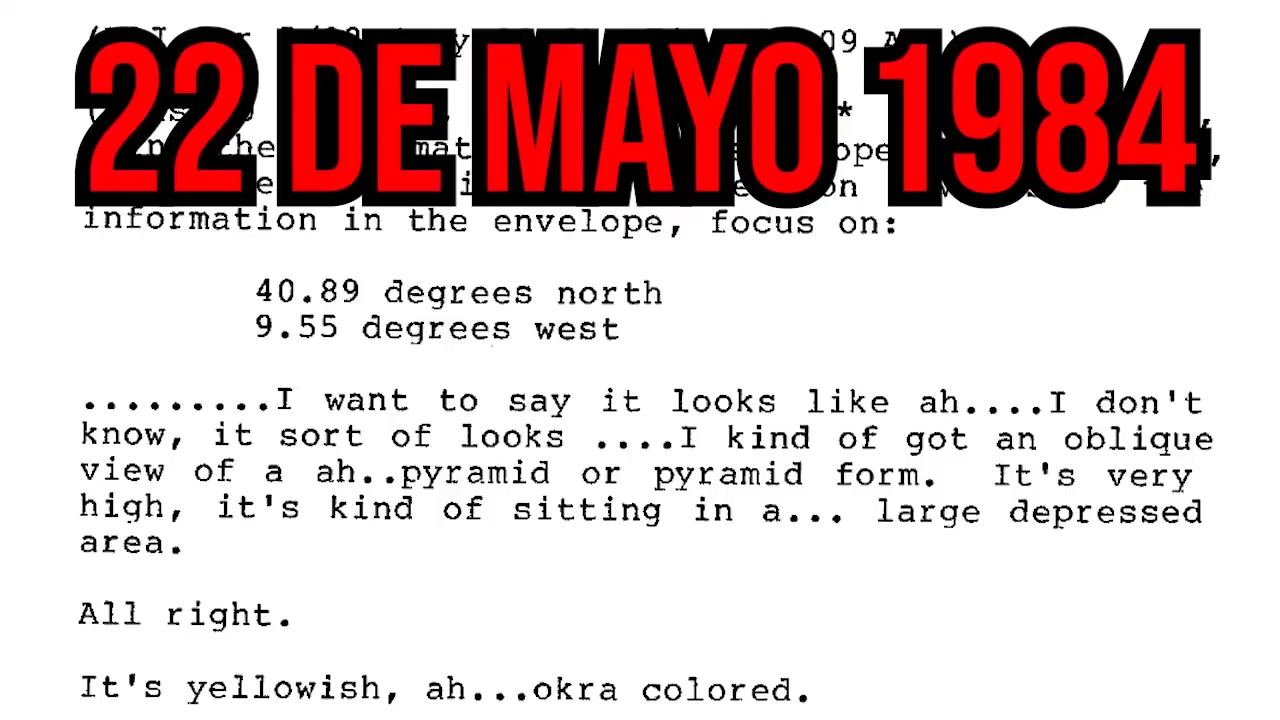 22 DE MAYO 1984
information in the envelope, focus on:
40.89 degrees north
9.55 degrees west
.........I want to say it looks like ah....I don't
know, it sort of looks ....I kind of got an oblique
view of a ah..pyramid or pyramid form. It's very
high, it's kind of sitting in a... large depressed
area.
All right.
It's yellowish, ah...okra colored.